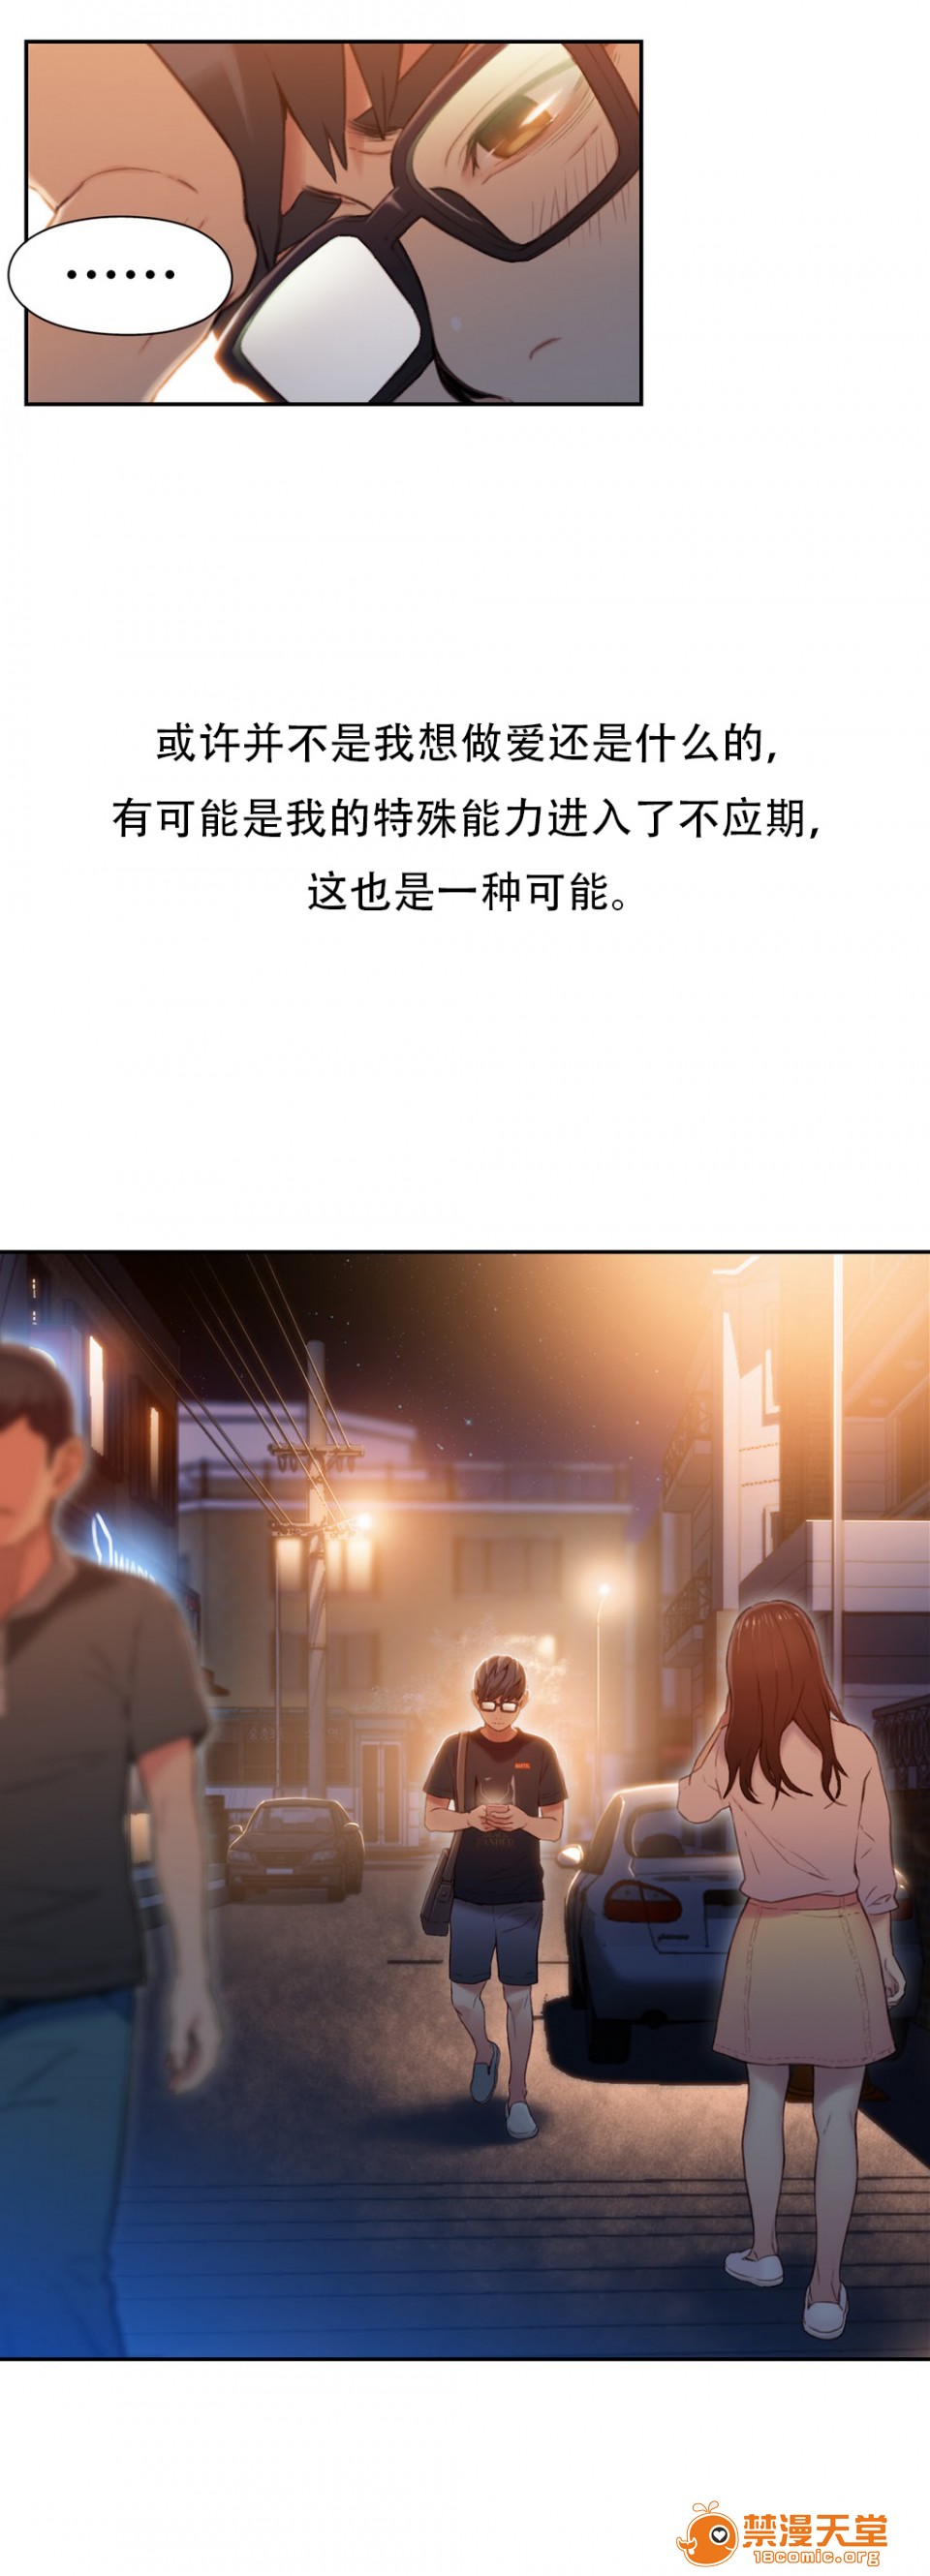 ......
或许并不是我想做爱还是什么的,
有可能是我的特殊能力进入了不应期,
这也是一种可能。
禁漫天堂
18comic.org